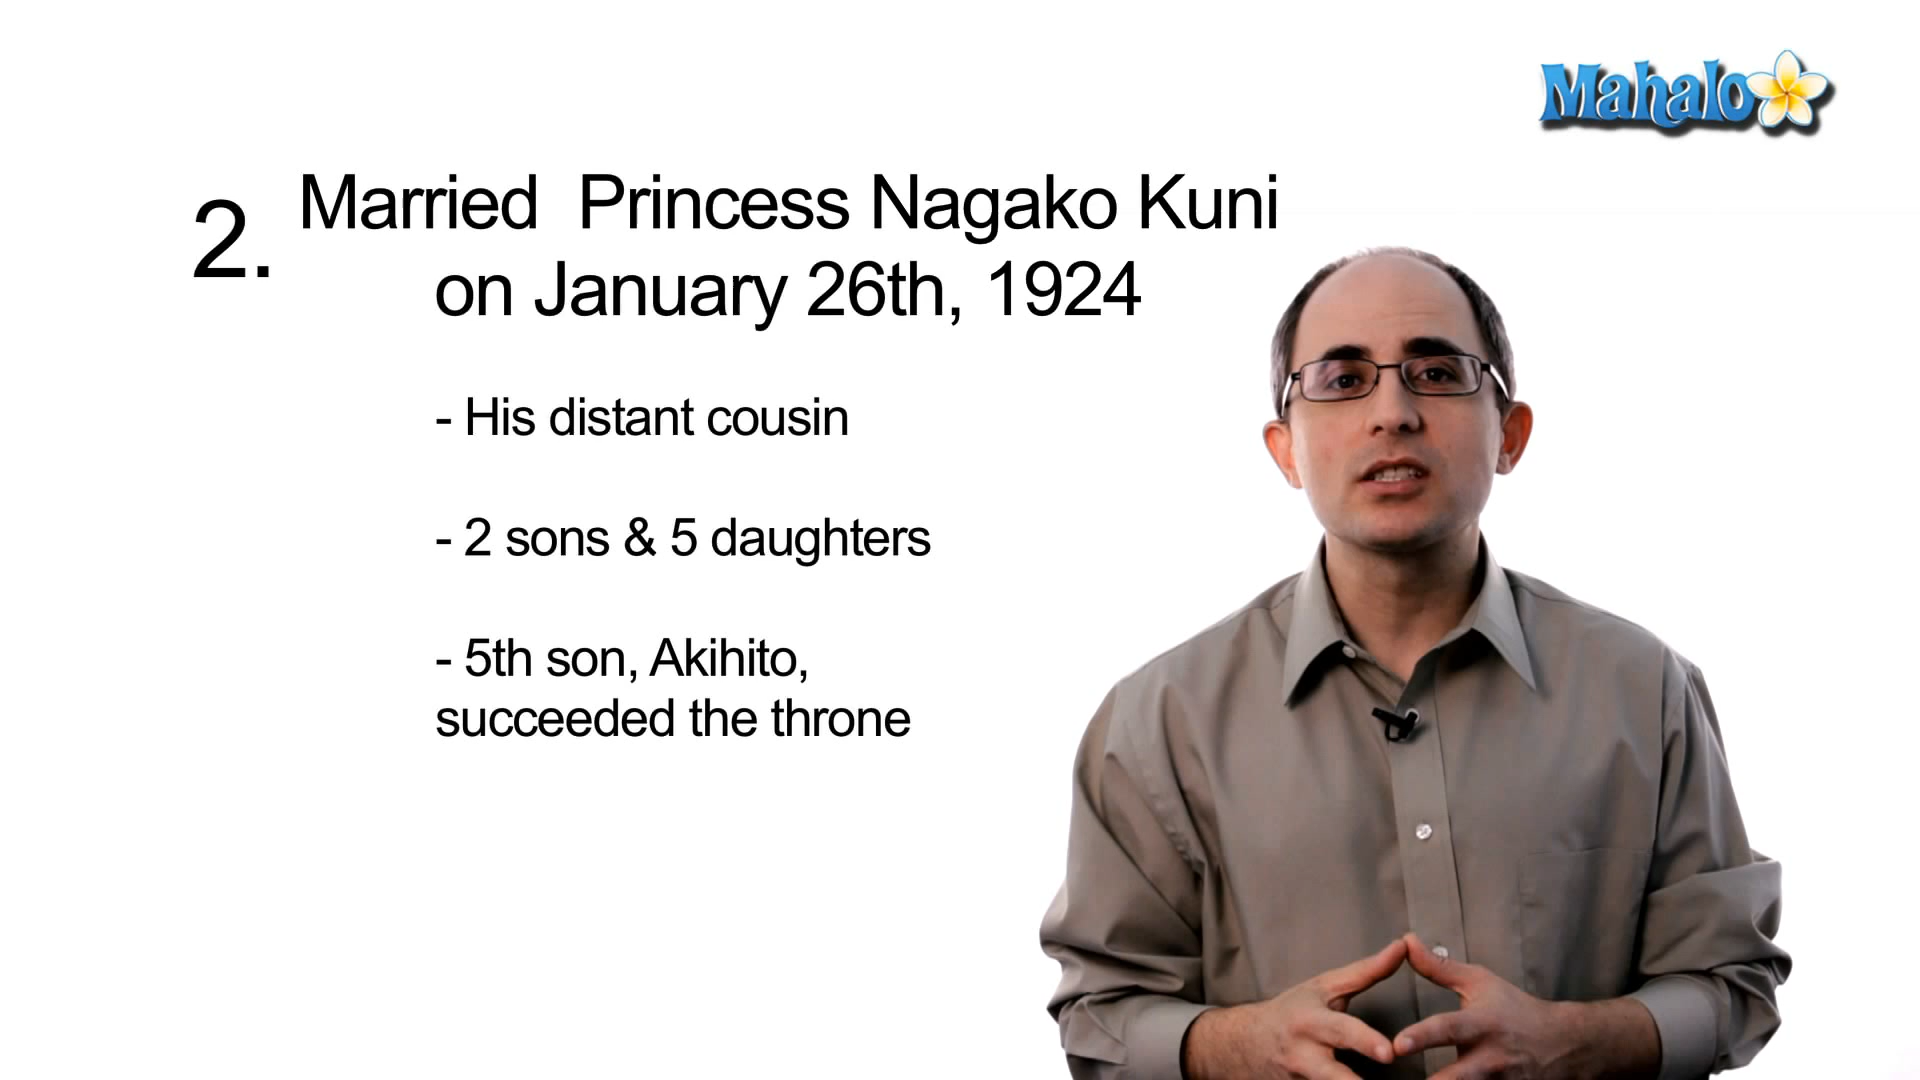 Mahalo
2. Married Princess Nagako Kuni
on January 26th, 1924
- His distant cousin
- 2 sons & 5 daughters
- 5th son, Akihito,
succeeded the throne